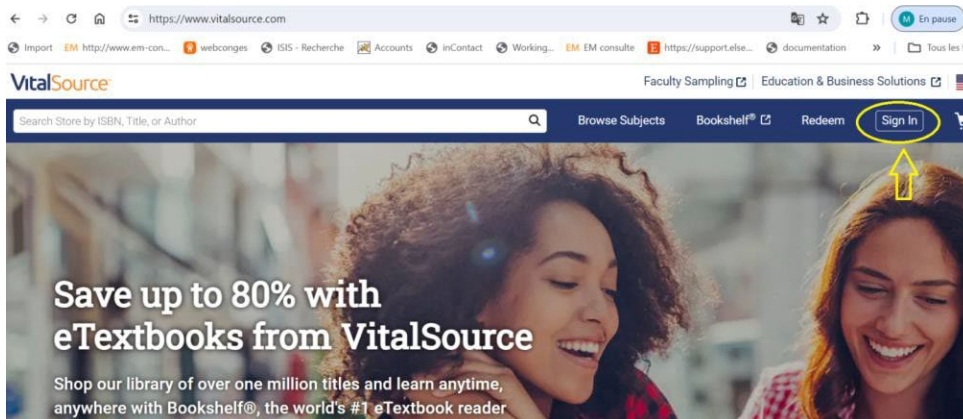 https://www.vitalsource.com
M En pause
Import EM http://www.em-con... webconges ISIS - Recherche Accounts inContact Working... EM EM consulte E https://support.else... documentation » Tous les
VitalSource
Faculty Sampling Education & Business Solutions
Search Store by ISBN, Title, or Author
Browse Subjects Bookshelf® Redeem Sign In
Save up to 80% with
eTextbooks from VitalSource
Shop our library of over one million titles and learn anytime,
anywhere with Bookshelf®, the world's #1 eTextbook reader